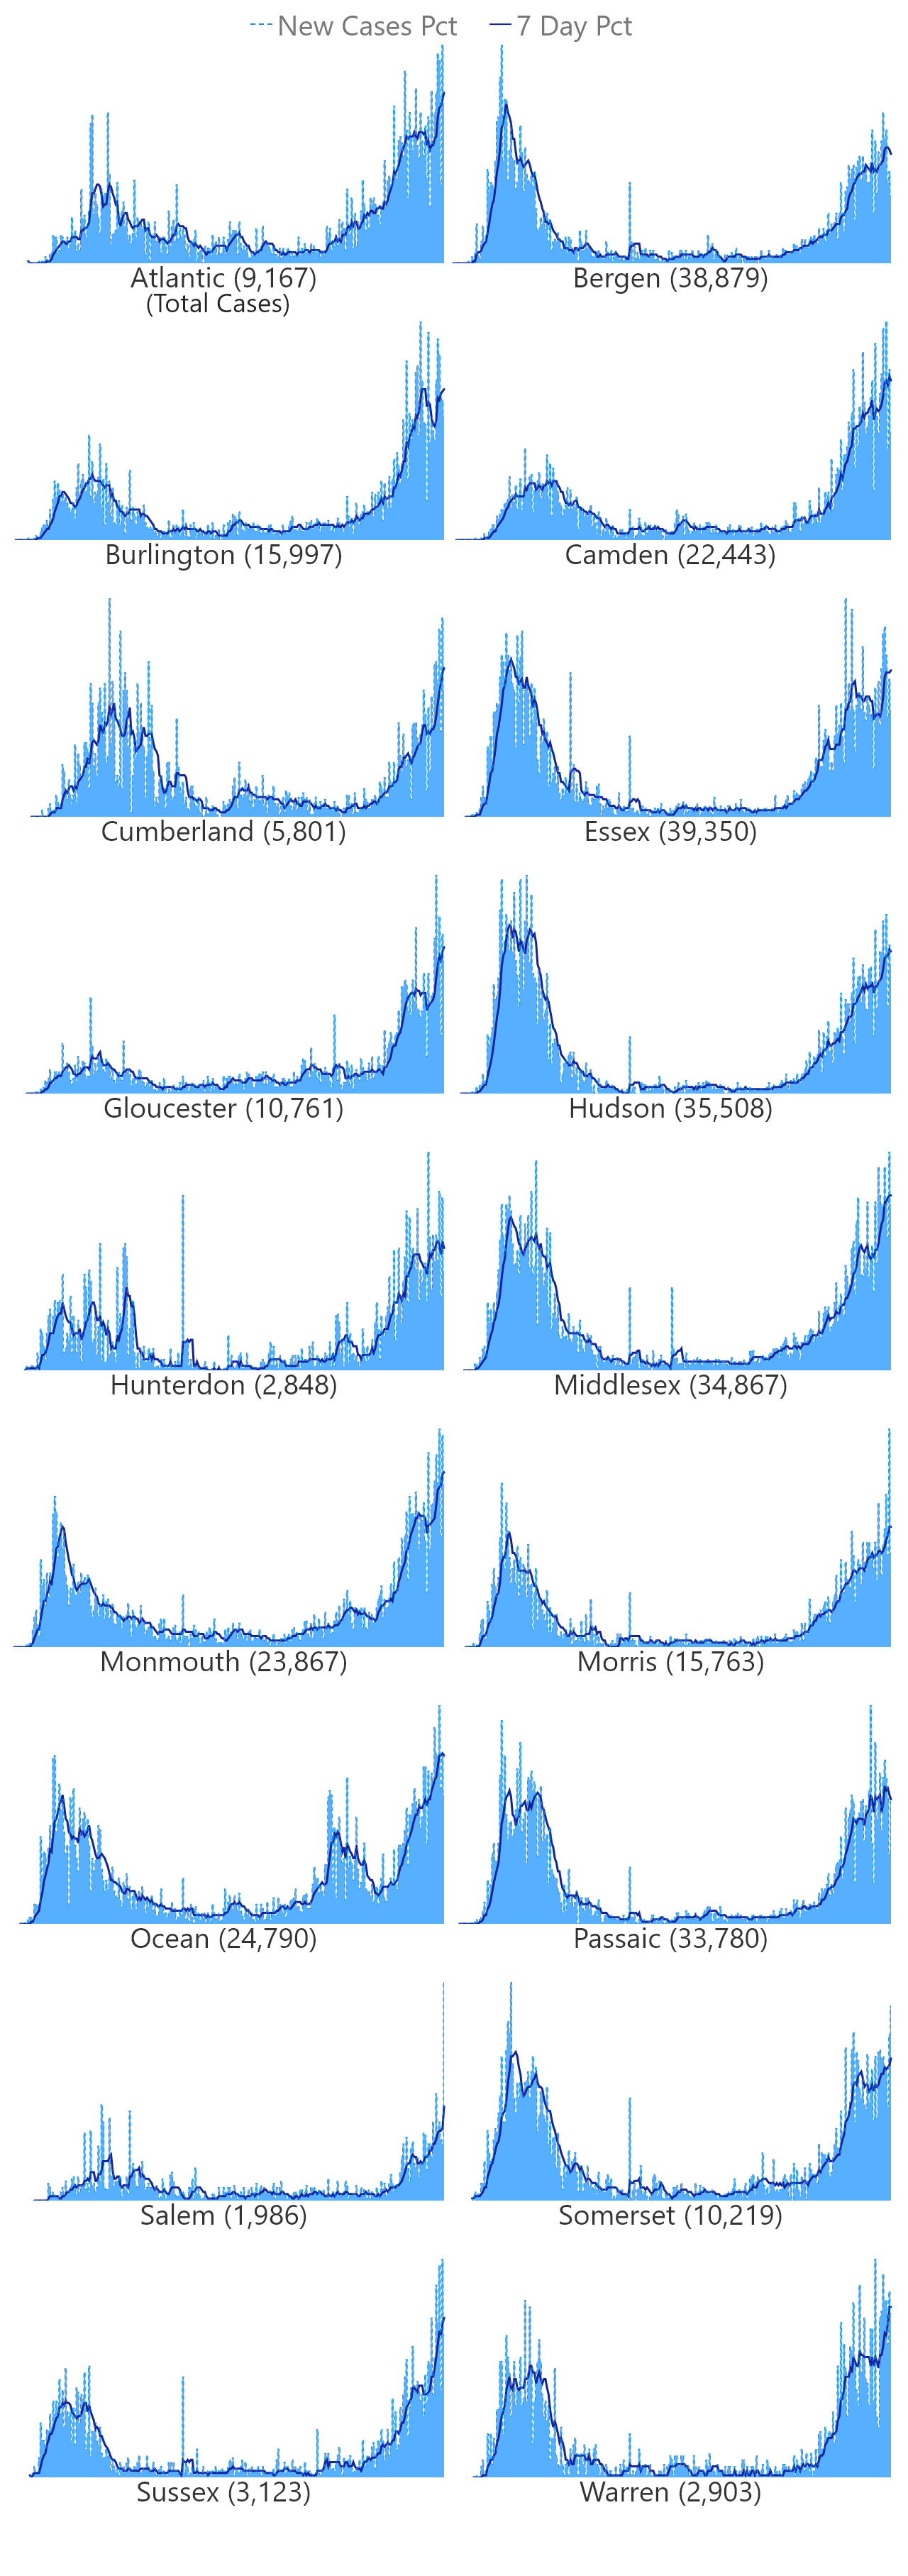 New Cases Pct 7 Day Pct
Atlantic (9,167)
(Total Cases)
Bergen (38,879)
Burlington (15,997)
Camden (22,443)
Cumberland (5,801)
Essex (39,350)
Gloucester (10,761)
Hudson (35,508)
Hunterdon (2,848)
Middlesex (34,867)
Monmouth (23,867)
Morris (15,763)
Ocean (24,790)
Passaic (33,780)
Salem (1,986)
Somerset (10,219)
Sussex (3,123)
Warren (2,903)